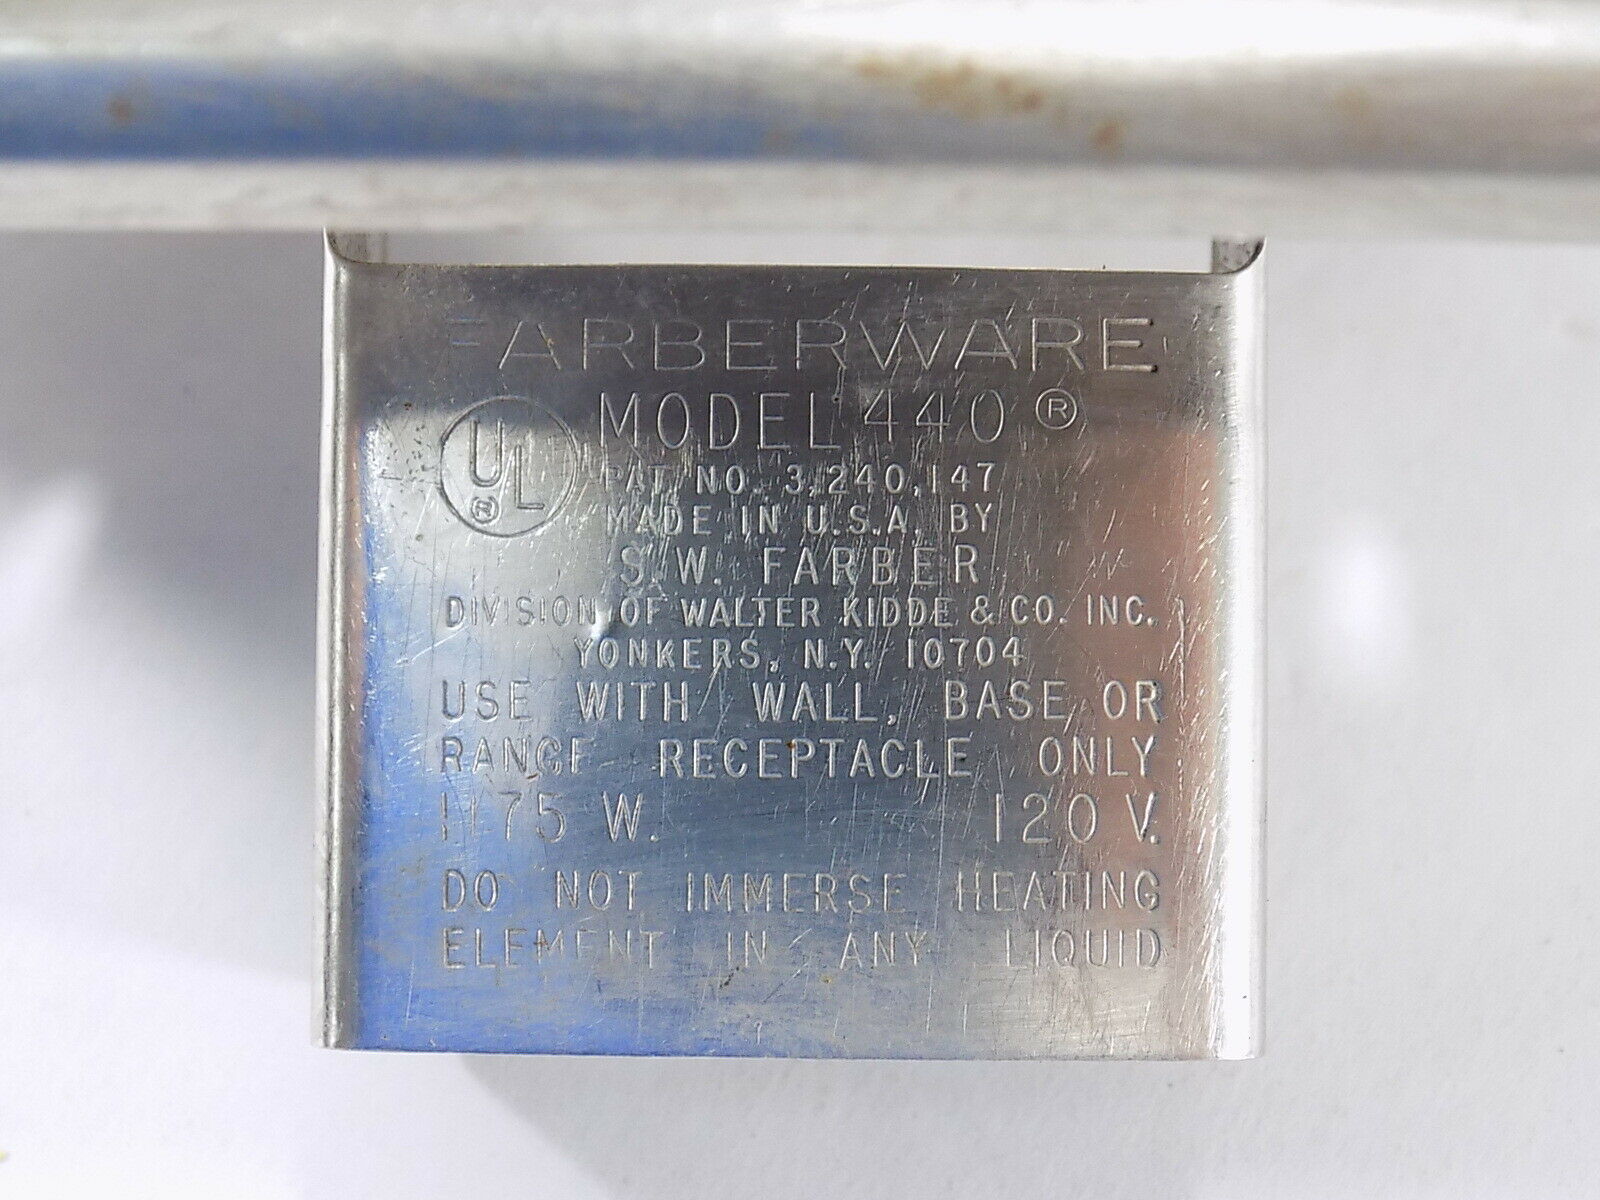 FARBERWARE
UL ® MODEL 440 ®
PAT. NO. 3,240,147
MADE IN U.S.A. BY
S.W. FARBER
DIVISION OF WALTER KIDDE & CO. INC.
YONKERS, N.Y. 10704
USE WITH WALL, BASE OR
RANGE RECEPTACLE ONLY
1175 W. 120 V.
DO NOT IMMERSE HEATING
ELEMENT IN ANY LIQUID